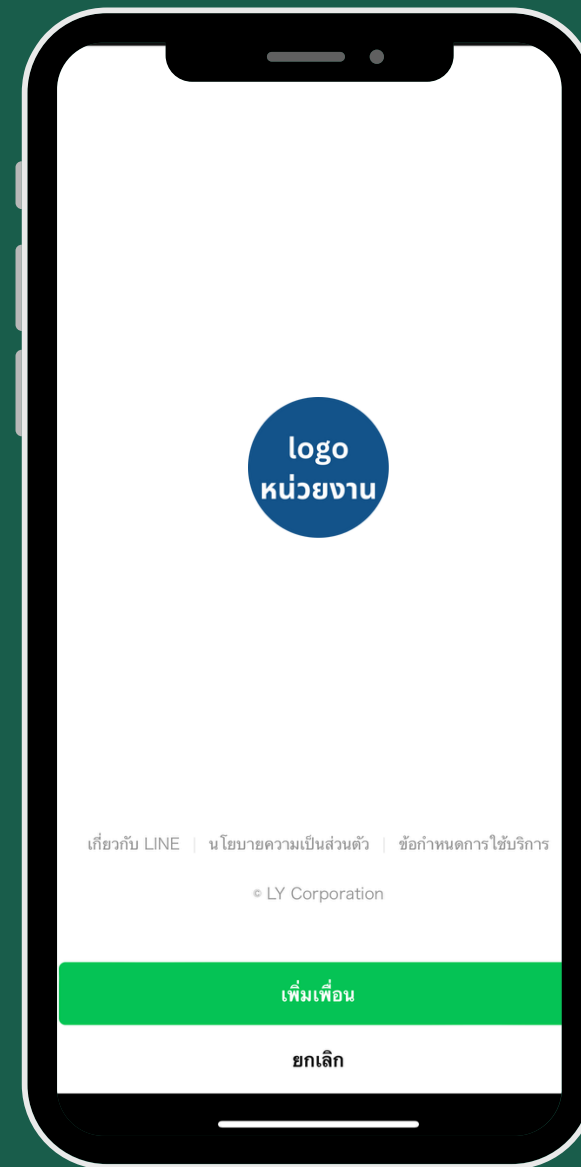 logo
หน่วยงาน
เกี่ยวกับ LINE | นโยบายความเป็นส่วนตัว | ข้อกำหนดการใช้บริการ
© LY Corporation
เพิ่มเพื่อน
ยกเลิก